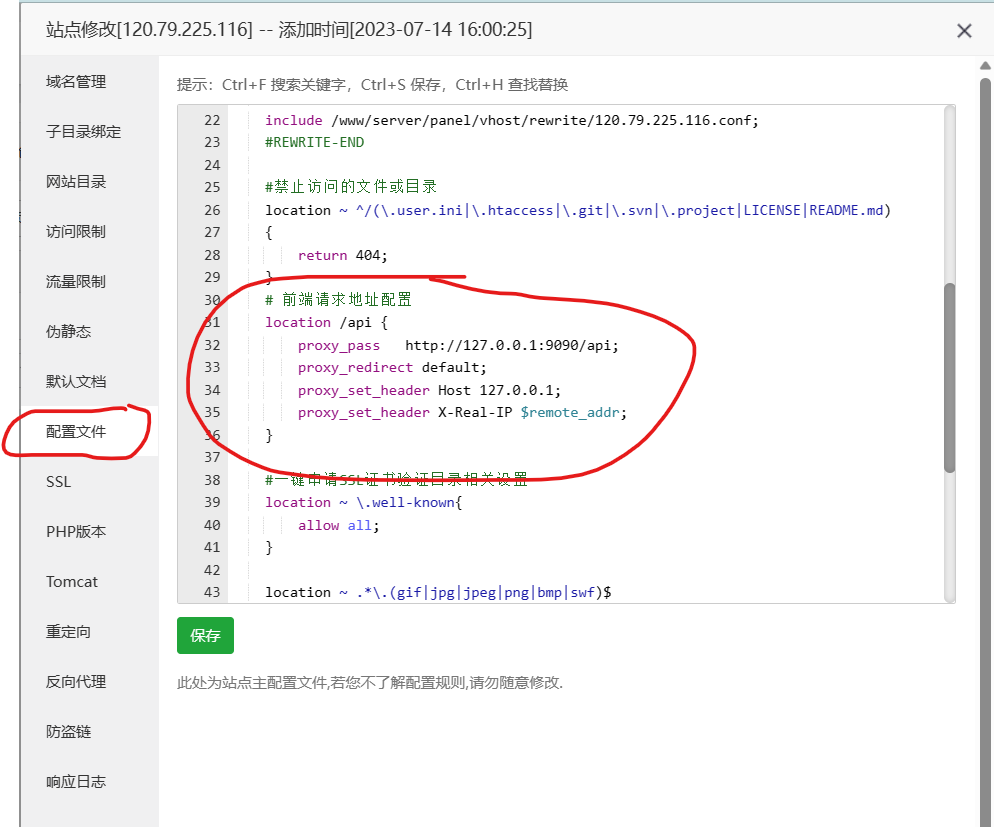 站点修改[120.79.225.116] -- 添加时间[2023-07-14 16:00:25]
域名管理
子目录绑定
网站目录
访问限制
流量限制
伪静态
默认文档
配置文件
SSL
PHP版本
Tomcat
重定向
反向代理
防盗链
响应日志
提示：Ctrl+F 搜索关键字，Ctrl+S 保存，Ctrl+H 查找替换
22 include /www/server/panel/vhost/rewrite/120.79.225.116.conf;
23 #REWRITE-END
24
25 #禁止访问的文件或目录
26 location ~ ^/(\.user.ini|\.htaccess|\.git|\.svn|\.project|LICENSE|README.md)
27 {
28 return 404;
29 }
30 # 前端请求地址配置
31 location /api {
32 proxy_pass http://127.0.0.1:9090/api;
33 proxy_redirect default;
34 proxy_set_header Host 127.0.0.1;
35 proxy_set_header X-Real-IP $remote_addr;
36 }
37
38 #一键申请SSL证书验证目录相关设置
39 location ~ \.well-known{
40 allow all;
41 }
42
43 location ~ .*\.(gif|jpg|jpeg|png|bmp|swf)$
保存
此处为站点主配置文件,若您不了解配置规则,请勿随意修改.